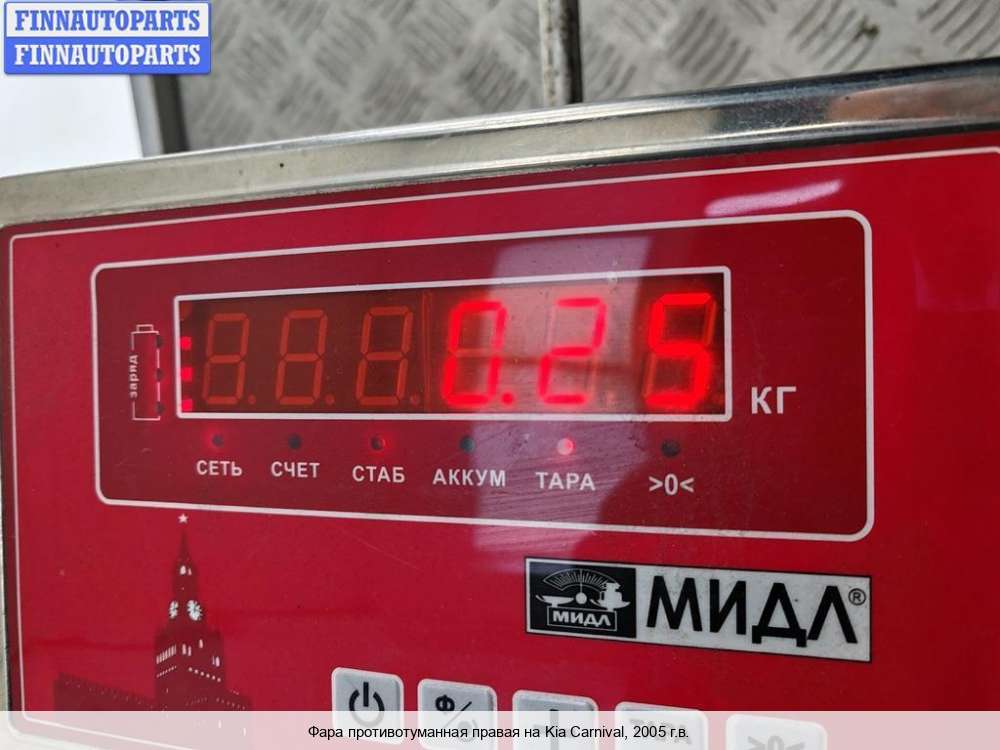 FINNAUTOPARTS
FINNAUTOPARTS
0.25
КГ
заряд
СЕТЬ СЧЕТ СТАБ АККУМ ТАРА >0<
МИДЛ МИДЛ®
Фара противотуманная правая на Kia Carnival, 2005 г.в.